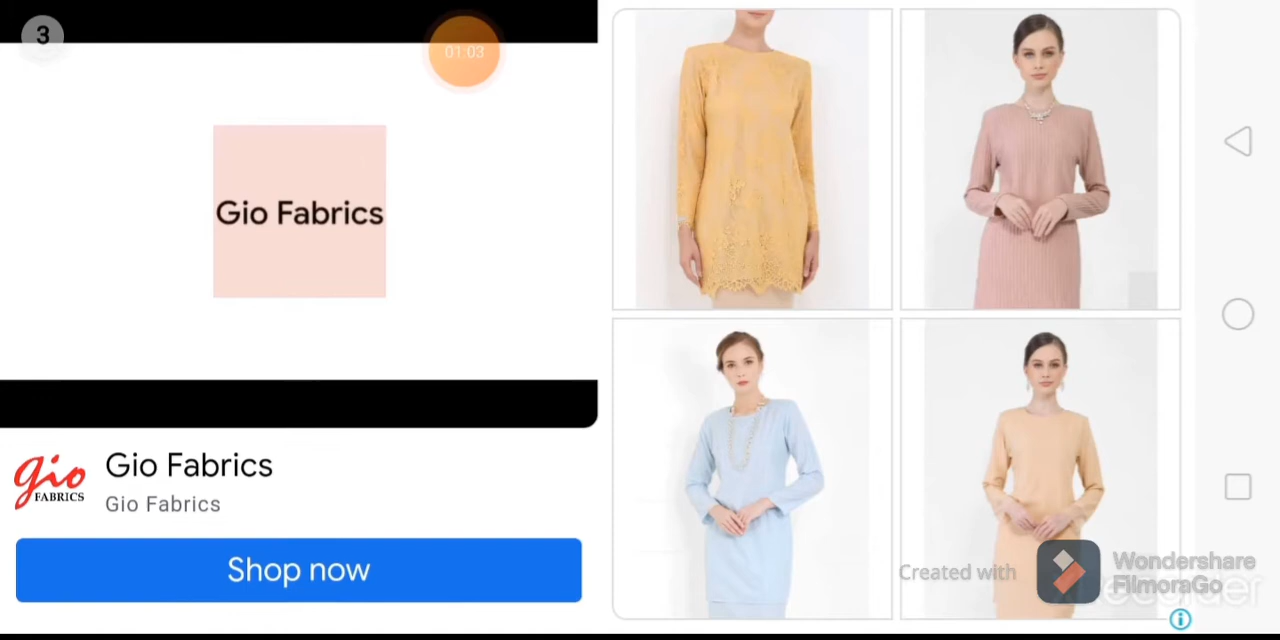 3
01:03
Gio Fabrics
gio
FABRICS
Gio Fabrics
Gio Fabrics
Shop now
Created with
Wondershare
FilmoraGo